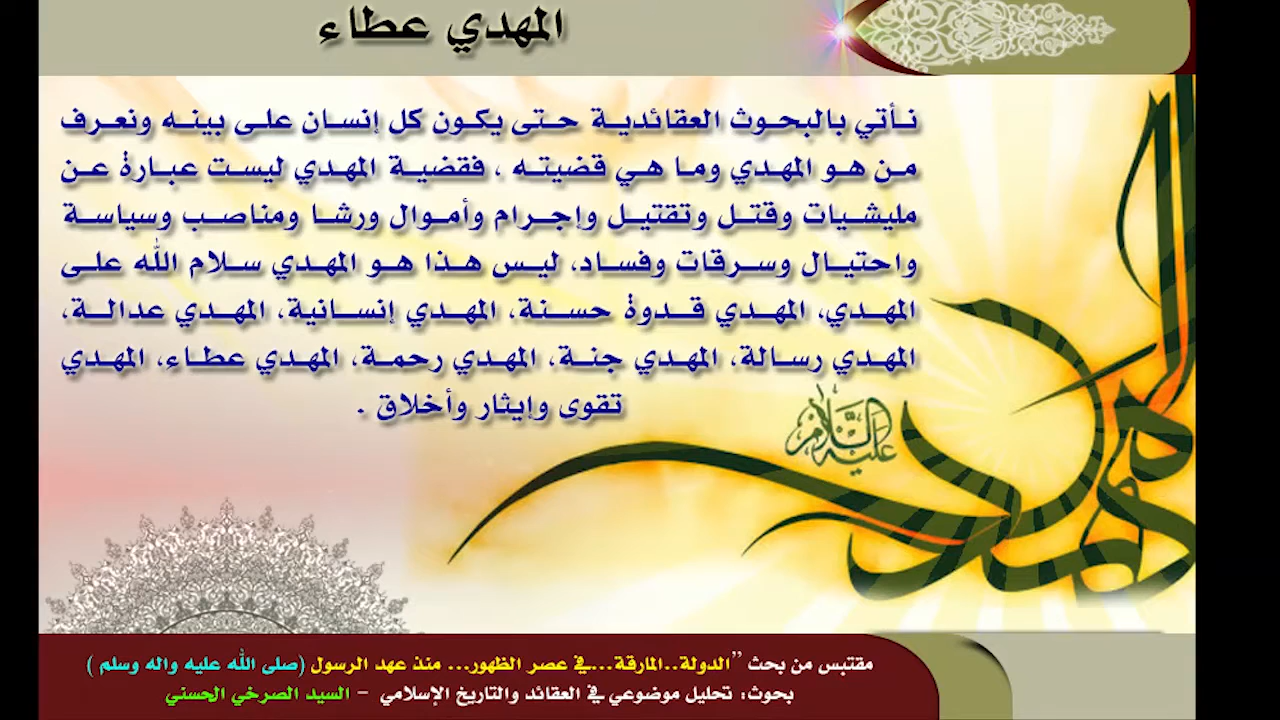 المهدي عطاء
نأتي بالبحوث العقائدية حتى يكون كل إنسان على بينه ونعرف
من هو المهدي وما هي قضيته ، فقضية المهدي ليست عبارةً عن
مليشيات وقتل وتقتيل وإجرام وأموال ورشا ومناصب وسياسة
واحتيال وسرقات وفساد، ليس هذا هو المهدي سلام الله على
المهدي، المهدي قدوةٌ حسنة، المهدي إنسانية، المهدي عدالة،
المهدي رسالة، المهدي جنة، المهدي رحمة، المهدي عطاء، المهدي
تقوى وإيثار وأخلاق .
المهدي
عليه السلام
مقتبس من بحث "الدولة..المارقة...في عصر الظهور... منذ عهد الرسول (صلى الله عليه واله وسلم )
بحوث: تحليل موضوعي في العقائد والتاريخ الإسلامي - السيد الصرخي الحسني